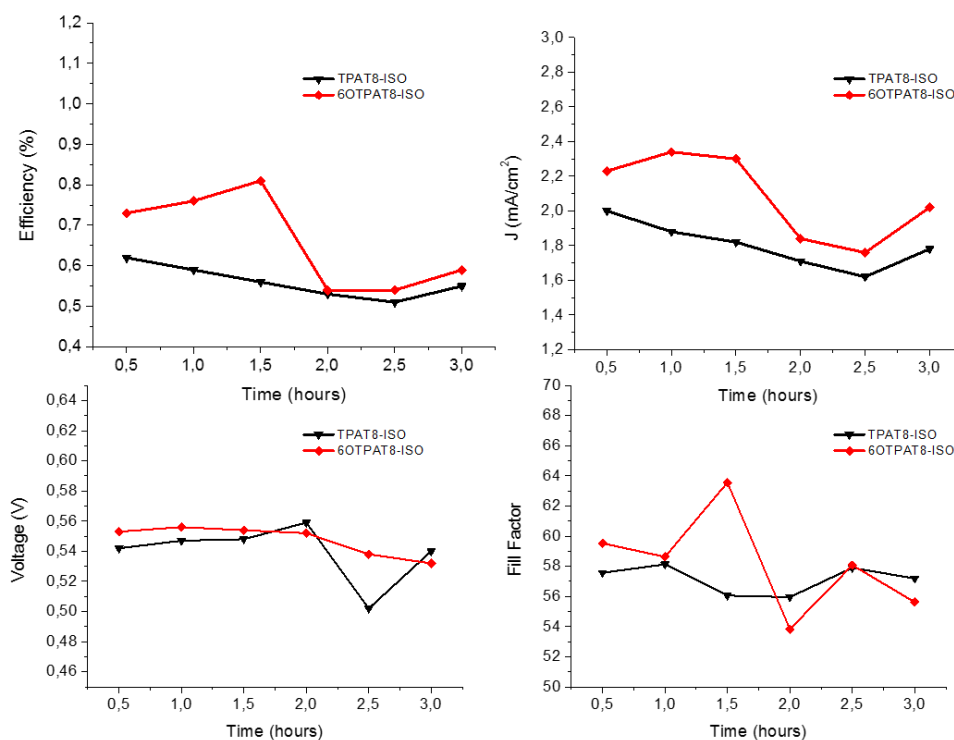 1,2
1,1
1,0
0,9
0,8
0,7
0,6
0,5
0,4
Efficiency (%)
TPAT8-ISO
6OTPAT8-ISO
0,5 1,0 1,5 2,0 2,5 3,0
Time (hours)
3,0
2,8
2,6
2,4
2,2
2,0
1,8
1,6
1,4
1,2
J (mA/cm²)
TPAT8-ISO
6OTPAT8-ISO
0,5 1,0 1,5 2,0 2,5 3,0
Time (hours)
0,64
0,62
0,60
0,58
0,56
0,54
0,52
0,50
0,48
0,46
Voltage (V)
TPAT8-ISO
6OTPAT8-ISO
0,5 1,0 1,5 2,0 2,5 3,0
Time (hours)
70
68
66
64
62
60
58
56
54
52
50
Fill Factor
TPAT8-ISO
6OTPAT8-ISO
0,5 1,0 1,5 2,0 2,5 3,0
Time (hours)